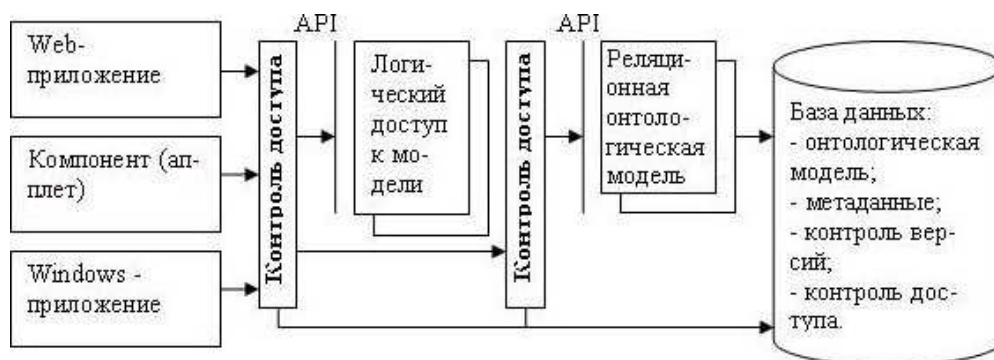 API
API
Web-
приложение
Компонент (ап-
плет)
Windows -
приложение
Контроль доступа
Логи-
ческий
доступ
к мо-
дели
Контроль доступа
Реляци-
онная
онтоло-
гическая
модель
База данных:
- онтологическая
модель;
- метаданные;
- контроль вер-
сий;
- контроль дос-
тупа.